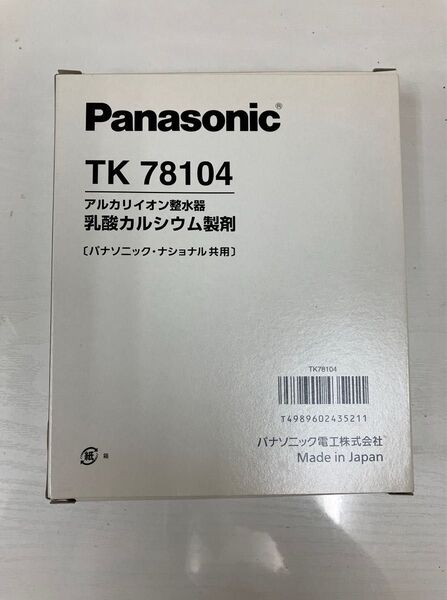 Panasonic®
TK 78104
アルカリイオン整水器
乳酸カルシウム製剤
〔パナソニック・ナショナル共用〕
TK78104
T4989602435211
パナソニック電工株式会社
Made in Japan
紙 箱